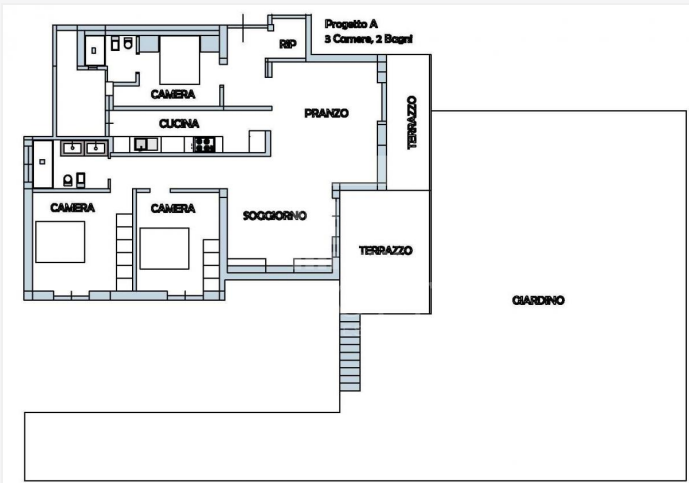 Progetto A
3 Camere, 2 Bagni
RIP
CAMERA
PRANZO
TERRAZZO
CUCINA
CAMERA
CAMERA
SOGGIORNO
TERRAZZO
GIARDINO